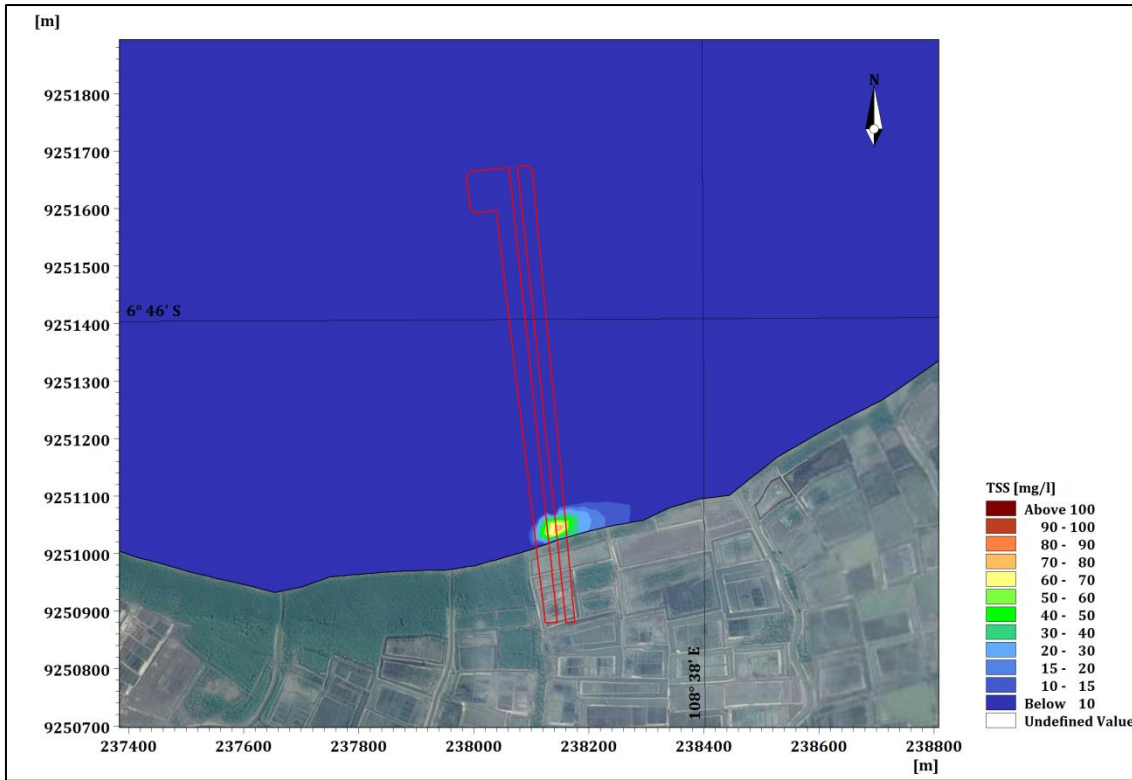 [m]
N
9251800
9251700
9251600
9251500
6° 46' S
9251400
9251300
9251200
9251100
9251000
9250900
9250800
9250700
108° 38' E
237400 237600 237800 238000 238200 238400 238600 238800
[m]
TSS [mg/l]
Above 100
90 - 100
80 - 90
70 - 80
60 - 70
50 - 60
40 - 50
30 - 40
20 - 30
15 - 20
10 - 15
Below 10
Undefined Value